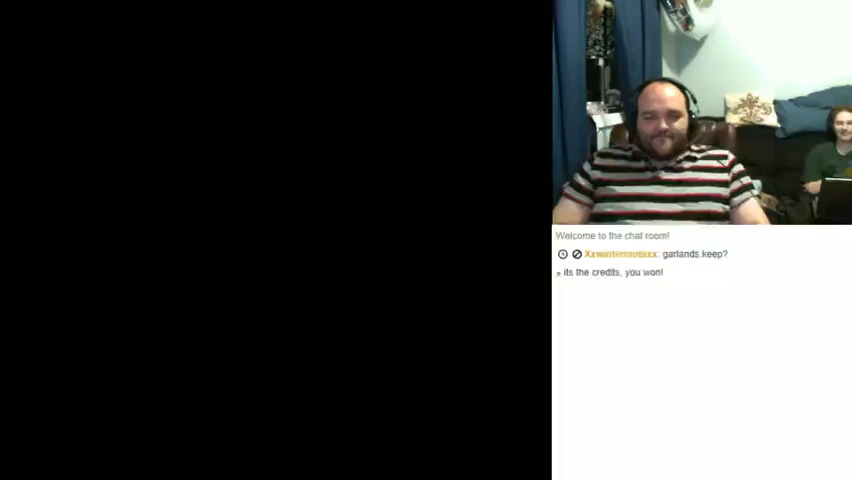 Welcome to the chat room!
garlands keep?
» its the credits, you won!